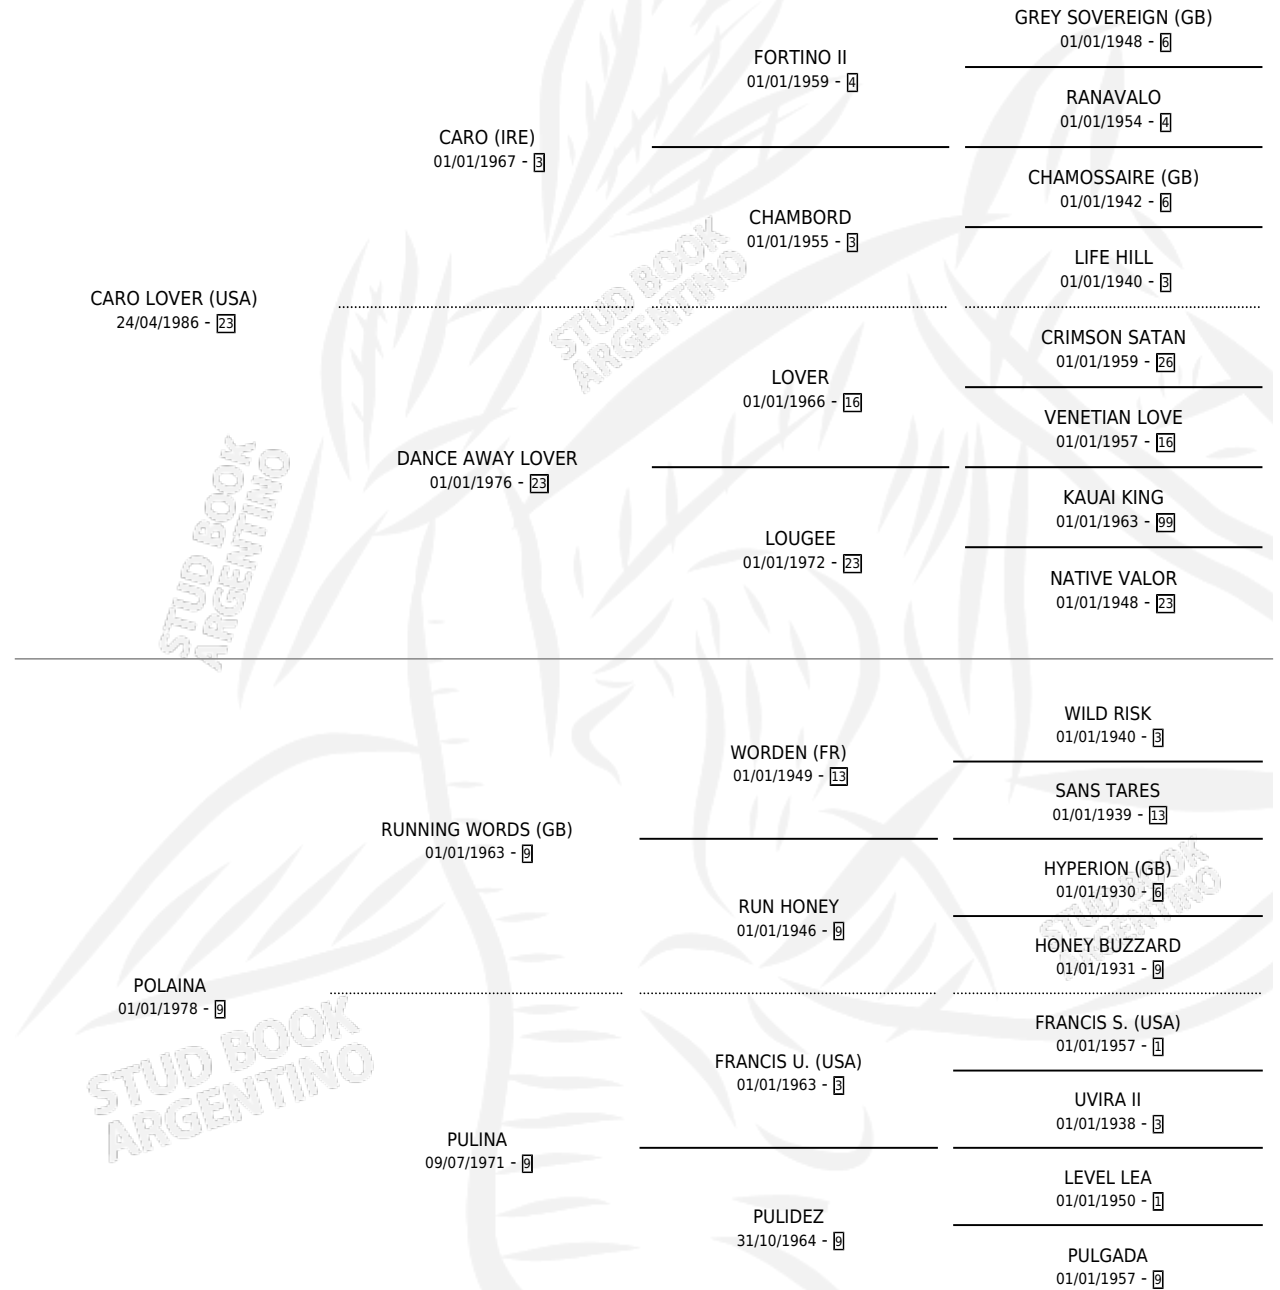 GREY SOVEREIGN (GB)
01/01/1948 - 6
FORTINO II
01/01/1959 - 4
RANAVALO
01/01/1954 - 4
CARO (IRE)
01/01/1967 - 3
CHAMOSSAIRE (GB)
01/01/1942 - 6
CHAMBORD
01/01/1955 - 3
LIFE HILL
01/01/1940 - 3
CARO LOVER (USA)
24/04/1986 - 23
STUD BOOK
ARGENTINO
CRIMSON SATAN
01/01/1959 - 26
LOVER
01/01/1966 - 16
VENETIAN LOVE
01/01/1957 - 16
DANCE AWAY LOVER
01/01/1976 - 23
KAUAI KING
01/01/1963 - 99
LOUGEE
01/01/1972 - 23
NATIVE VALOR
01/01/1948 - 23
STUD BOOK
ARGENTINO
WILD RISK
01/01/1940 - 3
WORDEN (FR)
01/01/1949 - 13
SANS TARES
01/01/1939 - 13
RUNNING WORDS (GB)
01/01/1963 - 9
HYPERION (GB)
01/01/1930 - 6
RUN HONEY
01/01/1946 - 9
STUD BOOK
ARGENTINO
HONEY BUZZARD
01/01/1931 - 9
POLAINA
01/01/1978 - 9
FRANCIS S. (USA)
01/01/1957 - 1
FRANCIS U. (USA)
01/01/1963 - 3
STUD BOOK
ARGENTINO
UVIRA II
01/01/1938 - 3
PULINA
09/07/1971 - 9
LEVEL LEA
01/01/1950 - 1
PULIDEZ
31/10/1964 - 9
PULGADA
01/01/1957 - 9